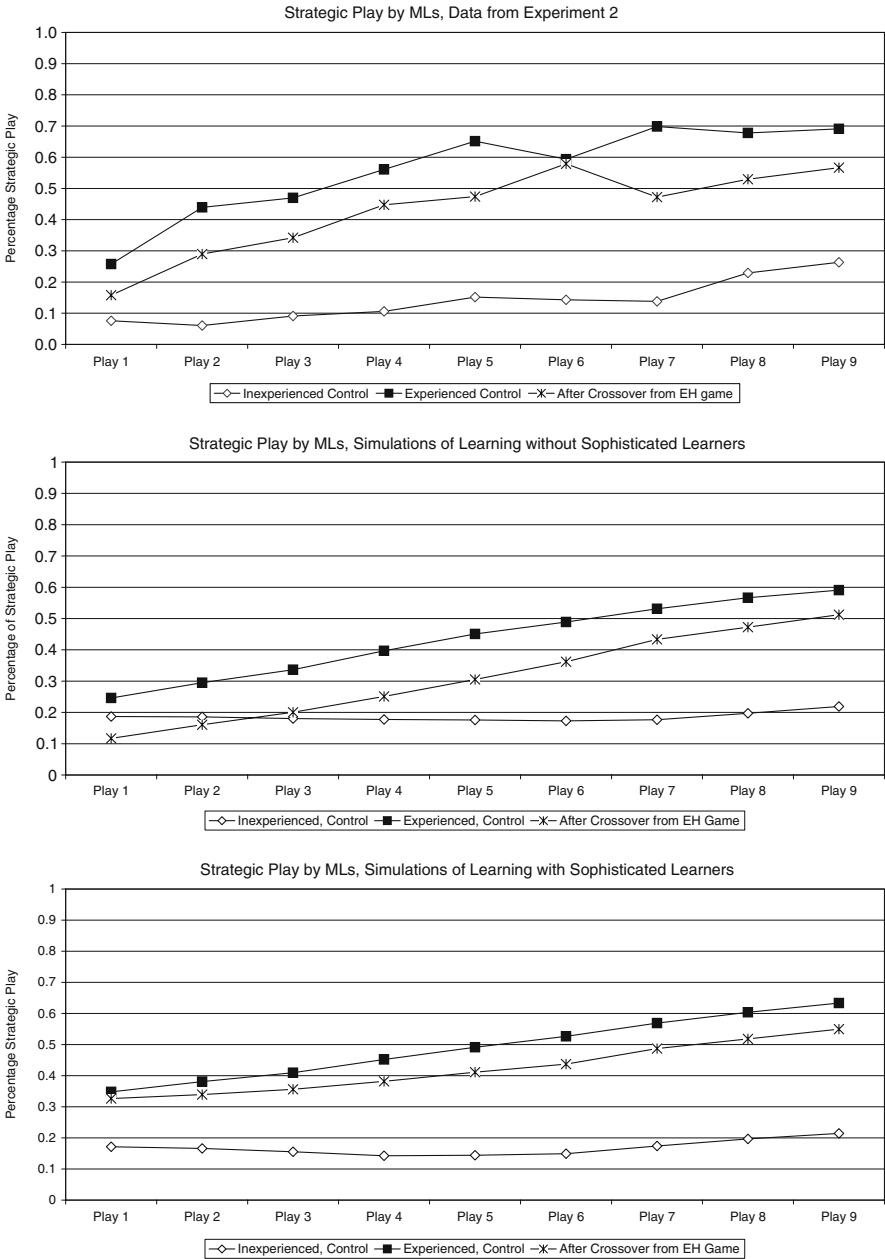 Strategic Play by MLs, Data from Experiment 2
Percentage Strategic Play
1.0
0.9
0.8
0.7
0.6
0.5
0.4
0.3
0.2
0.1
0.0
Play 1 Play 2 Play 3 Play 4 Play 5 Play 6 Play 7 Play 8 Play 9
Inexperienced Control Experienced Control After Crossover from EH game
Strategic Play by MLs, Simulations of Learning without Sophisticated Learners
Percentage of Strategic Play
1
0.9
0.8
0.7
0.6
0.5
0.4
0.3
0.2
0.1
0
Play 1 Play 2 Play 3 Play 4 Play 5 Play 6 Play 7 Play 8 Play 9
Inexperienced, Control Experienced, Control After Crossover from EH Game
Strategic Play by MLs, Simulations of Learning with Sophisticated Learners
Percentage Strategic Play
1
0.9
0.8
0.7
0.6
0.5
0.4
0.3
0.2
0.1
0
Play 1 Play 2 Play 3 Play 4 Play 5 Play 6 Play 7 Play 8 Play 9
Inexperienced, Control Experienced, Control After Crossover from EH Game